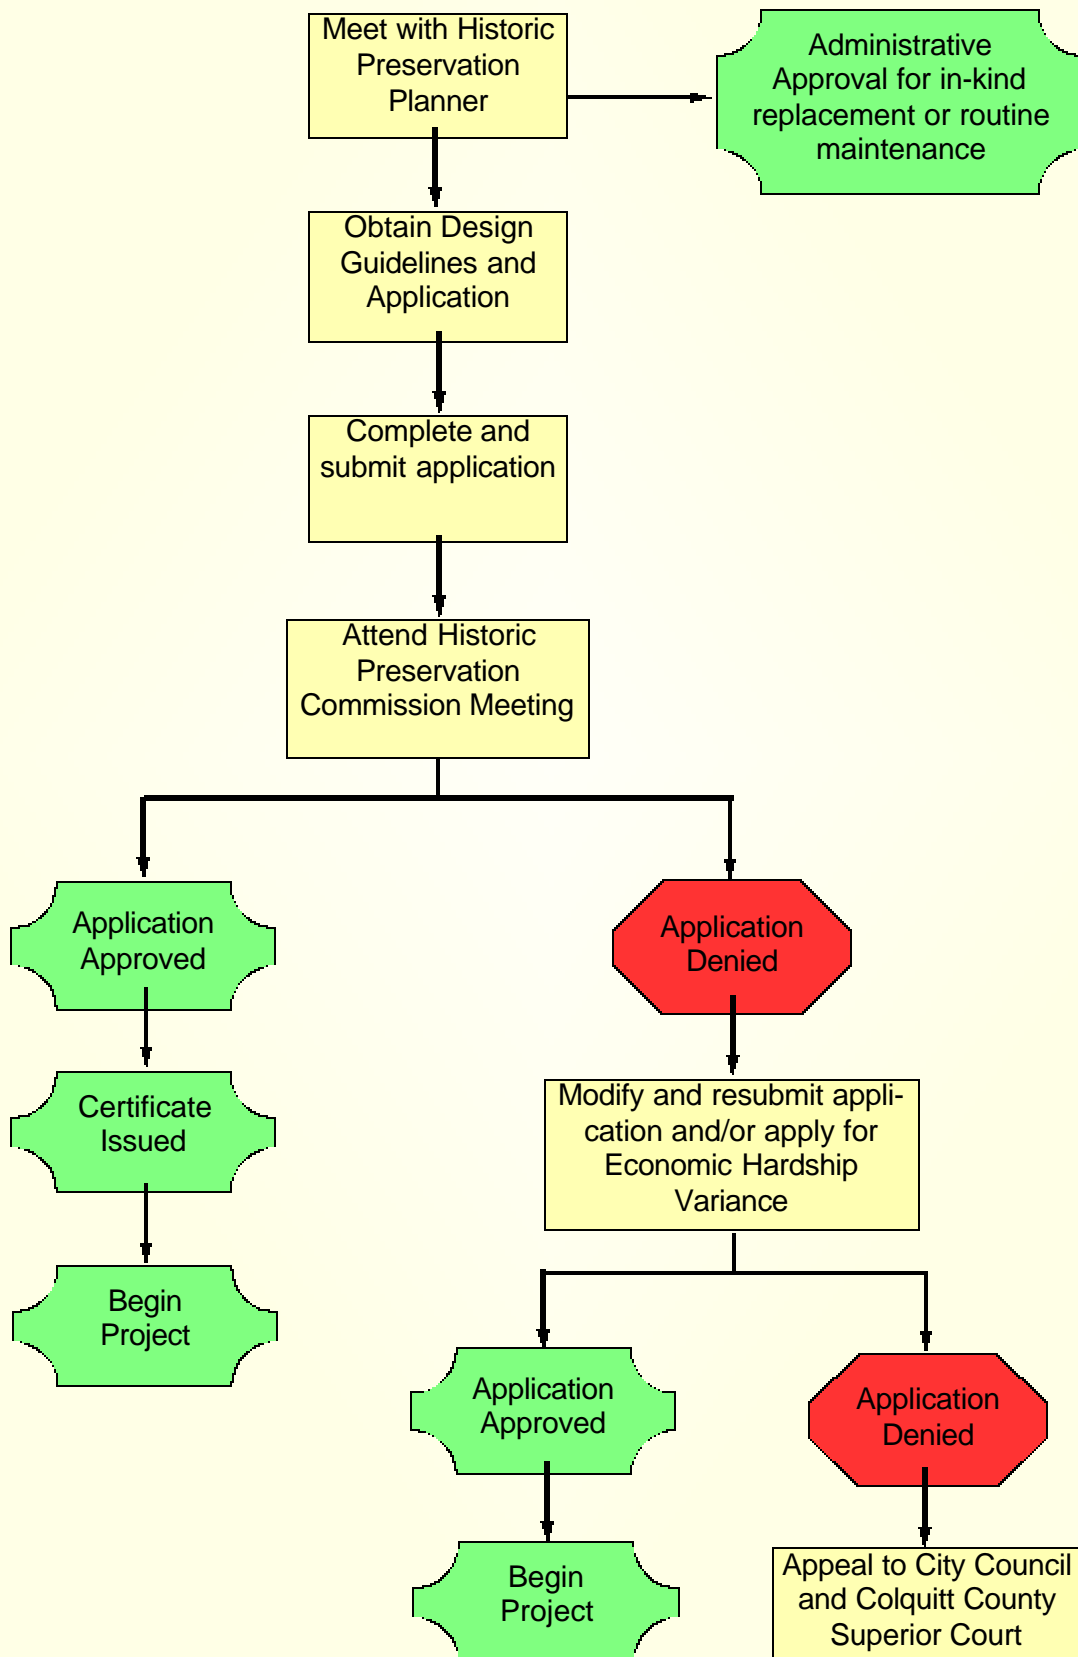 Meet with Historic
Preservation
Planner
Administrative
Approval for in-kind
replacement or routine
maintenance
Obtain Design
Guidelines and
Application
Complete and
submit application
Attend Historic
Preservation
Commission Meeting
Application
Approved
Application
Denied
Certificate
Issued
Modify and resubmit appli-
cation and/or apply for
Economic Hardship
Variance
Begin
Project
Application
Approved
Application
Denied
Begin
Project
Appeal to City Council
and Colquitt County
Superior Court